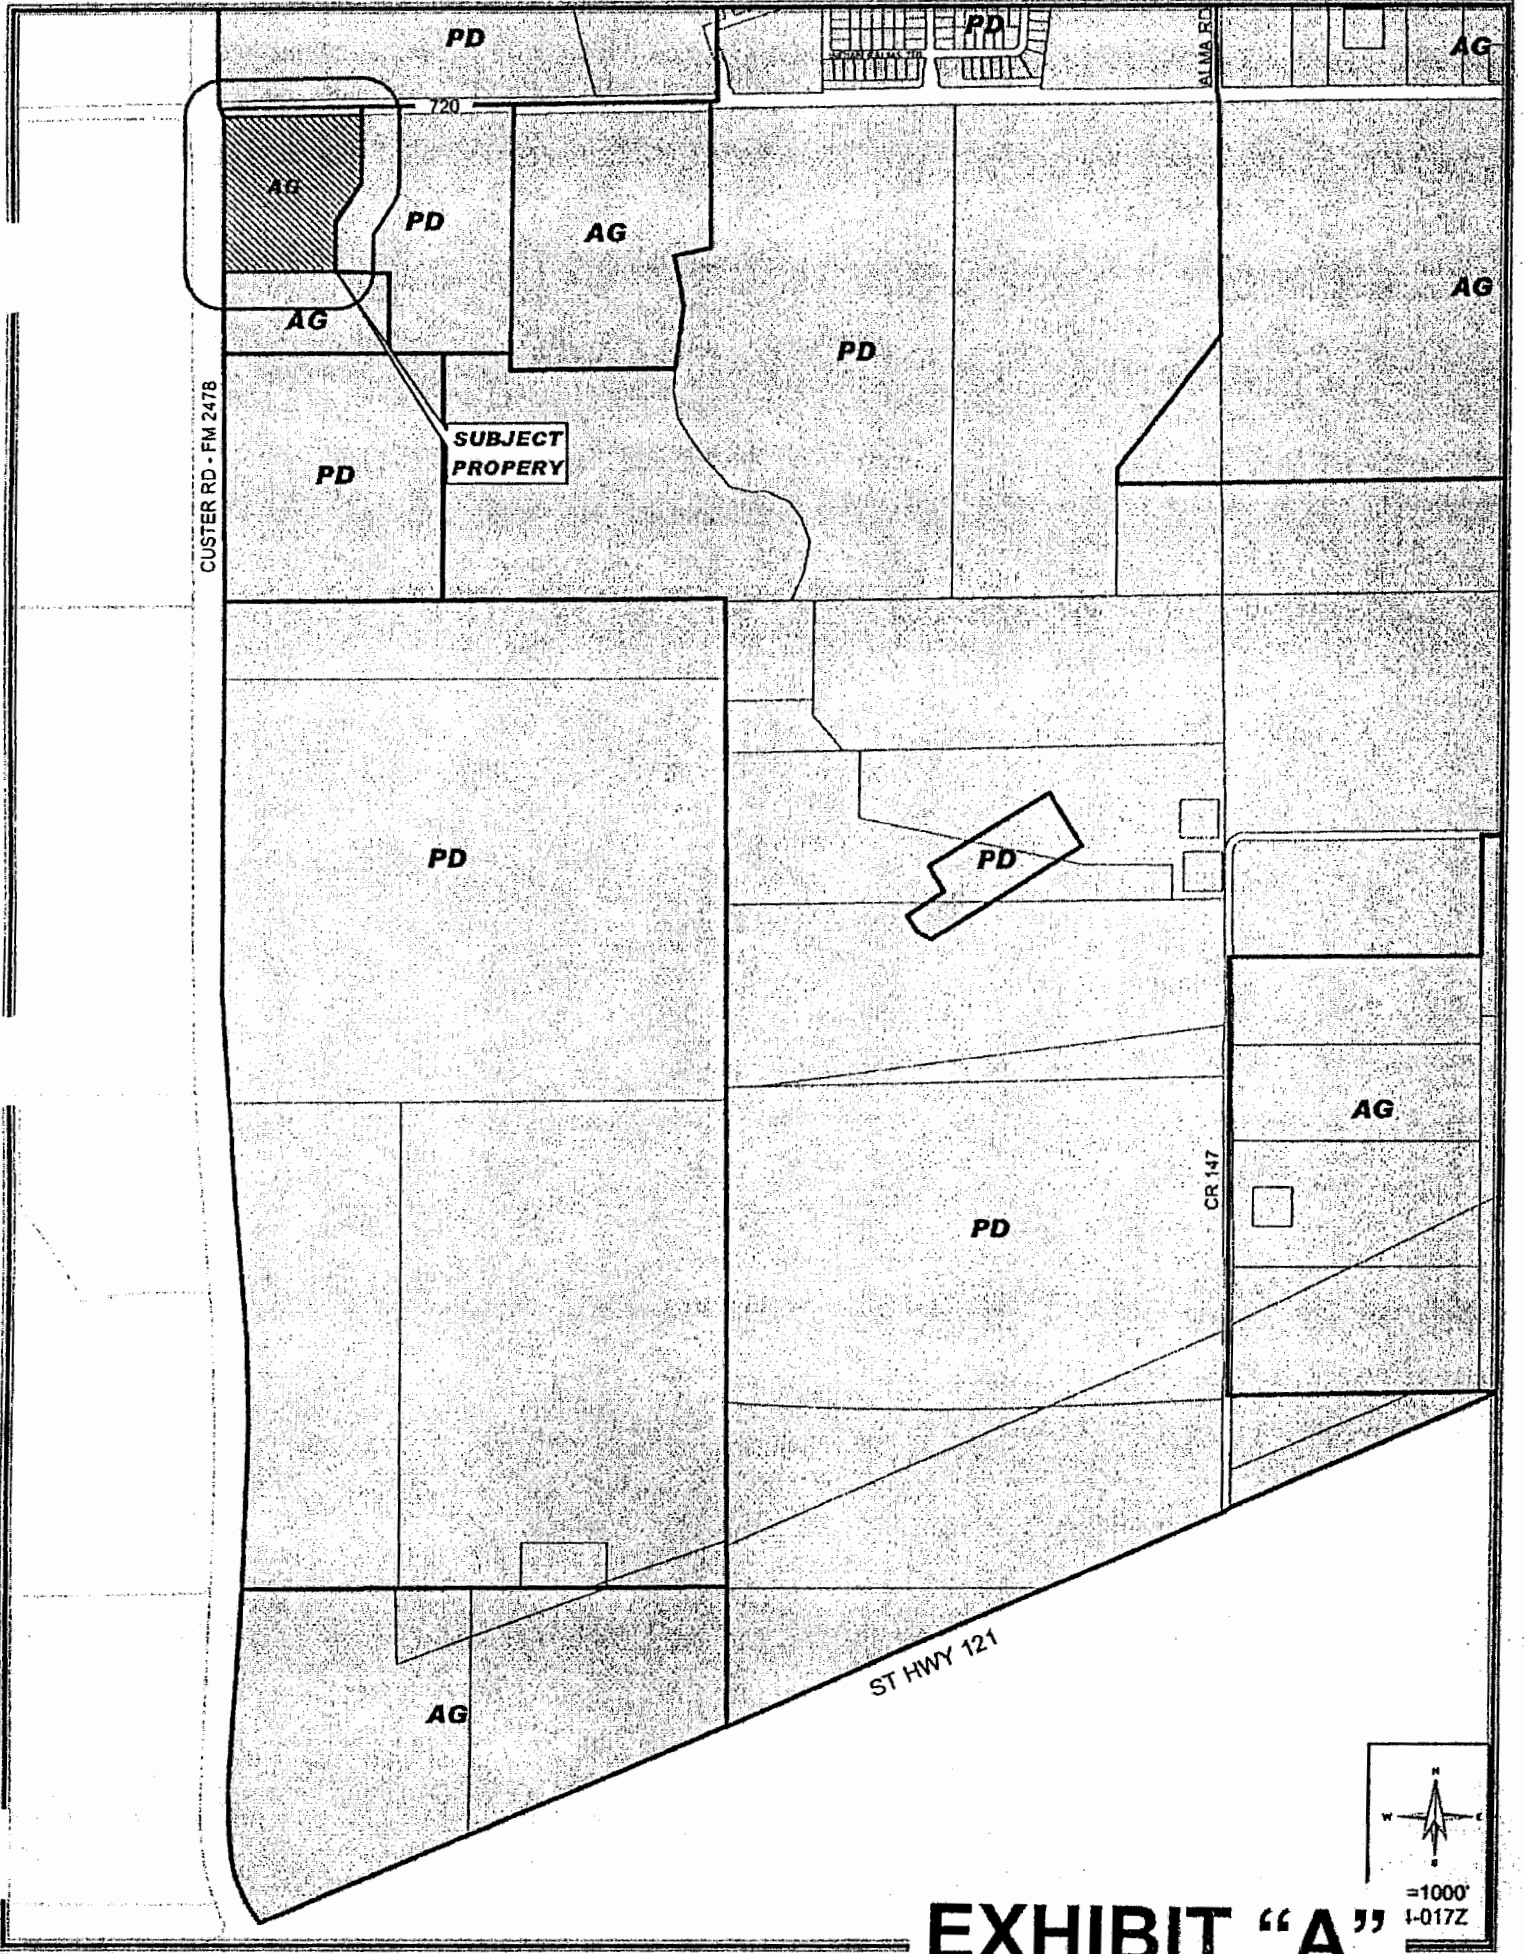 PD
PD
ALMA RD
AG
720
AG
PD
AG
AG
AG
PD
CUSTER RD - FM 2478
SUBJECT
PROPERY
PD
PD
PD
AG
CR 147
PD
ST HWY 121
AG
N
W
E
S
=1000'
-017Z
EXHIBIT "A"